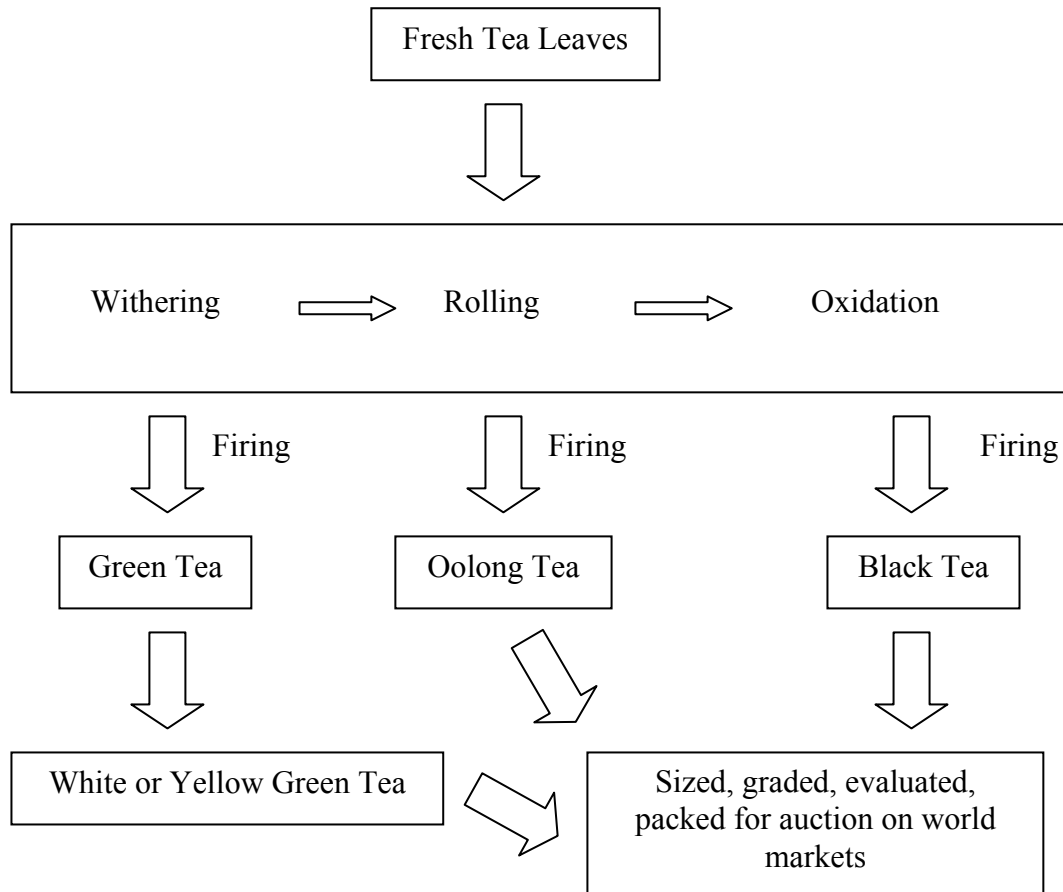 Fresh Tea Leaves
Withering Rolling Oxidation
Firing Firing Firing
Green Tea Oolong Tea Black Tea
White or Yellow Green Tea
Sized, graded, evaluated,
packed for auction on world
markets